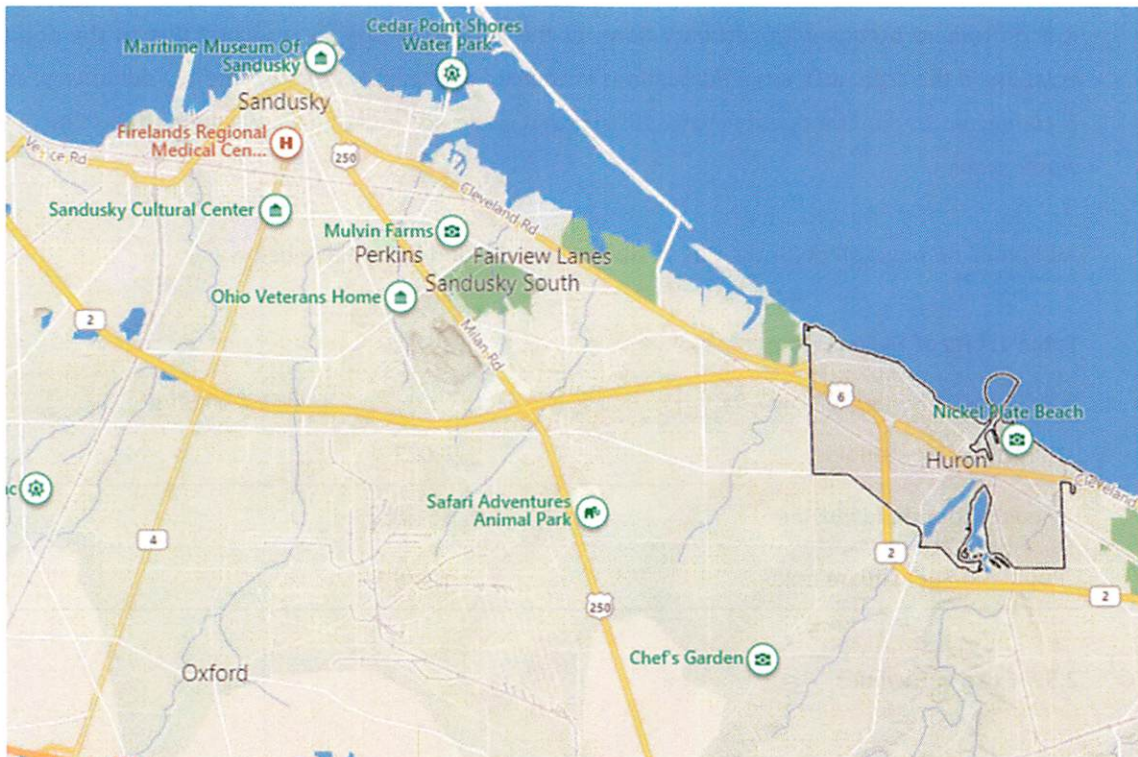 Cedar Point Shores
Water Park
Maritime Museum Of
Sandusky
Sandusky
Firelands Regional
Medical Cen...
H
250
Venice Rd
Cleveland Rd
Sandusky Cultural Center
Mulvin Farms
Perkins
Fairview Lanes
Sandusky South
Ohio Veterans Home
2
Milan Rd
6
Nickel Plate Beach
Huron
Cleveland
Safari Adventures
Animal Park
4
2
2
250
Chef's Garden
Oxford